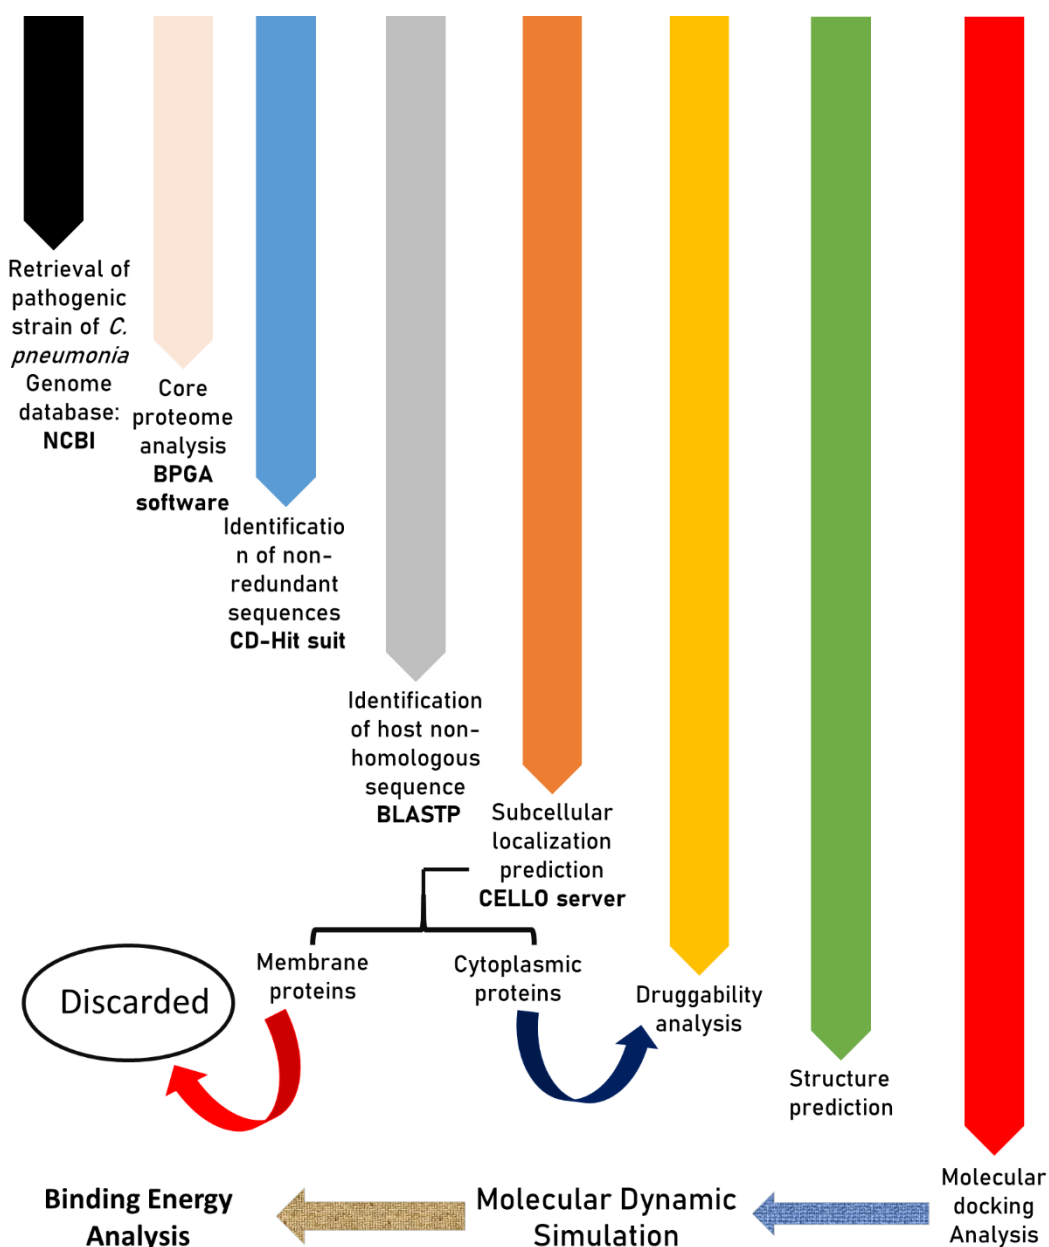 Retrieval of
pathogenic
strain of C.
pneumonia
Genome
database:
NCBI
Core
proteome
analysis
BPGA
software
Identificatio
n of non-
redundant
sequences
CD-Hit suit
Identification
of host non-
homologous
sequence
BLASTP
Subcellular
localization
prediction
CELLO server
Membrane
proteins
Cytoplasmic
proteins
Discarded
Druggability
analysis
Structure
prediction
Molecular
docking
Analysis
Molecular Dynamic
Simulation
Binding Energy
Analysis